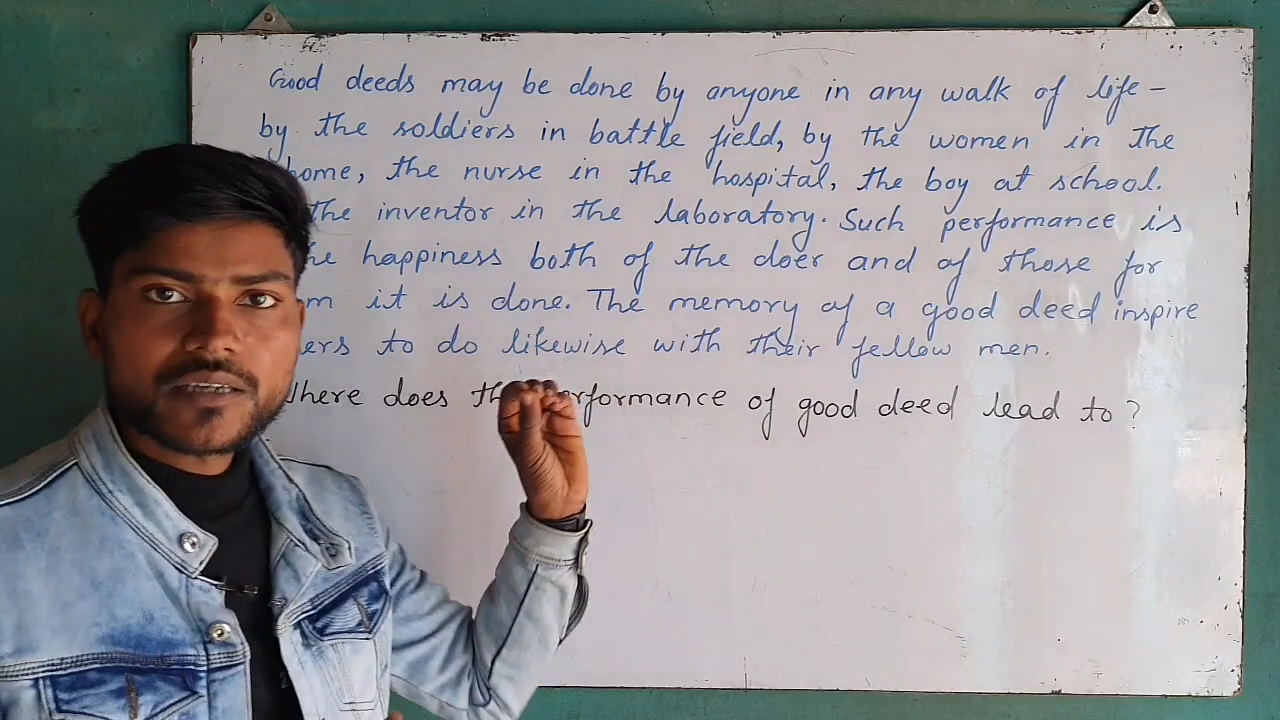 Good deeds may be done by anyone in any walk of life -
by the soldiers in battle field, by the women in the
home, the nurse in the hospital, the boy at school.
the inventor in the laboratory. Such performance is
happiness both of the doer and of those for
it is done. The memory of a good deed inspire
to do likewise with their fellow men.
Where does performance of good deed lead to ?